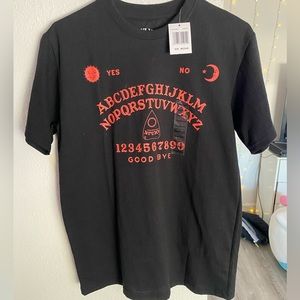 YES NO
ABCDEFGHIJKLM
NOPQRSTUVWXYZ
1234567890
GOOD BYE